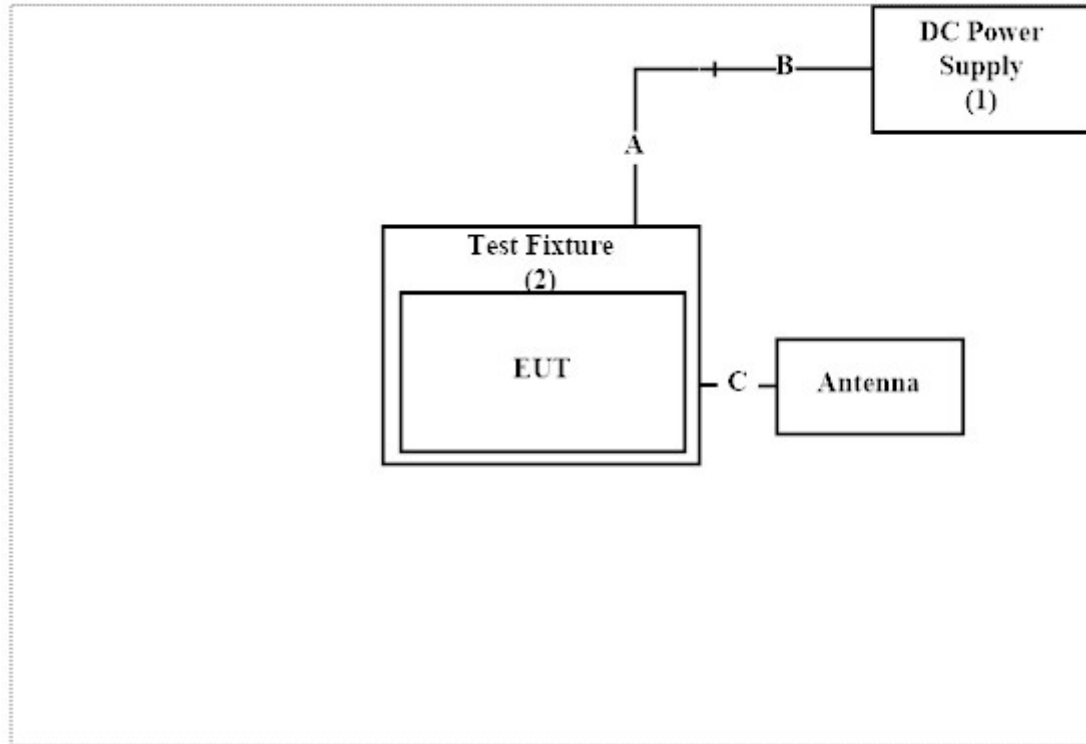 DC Power
Supply
(1)
B
A
Test Fixture
(2)
EUT
C
Antenna